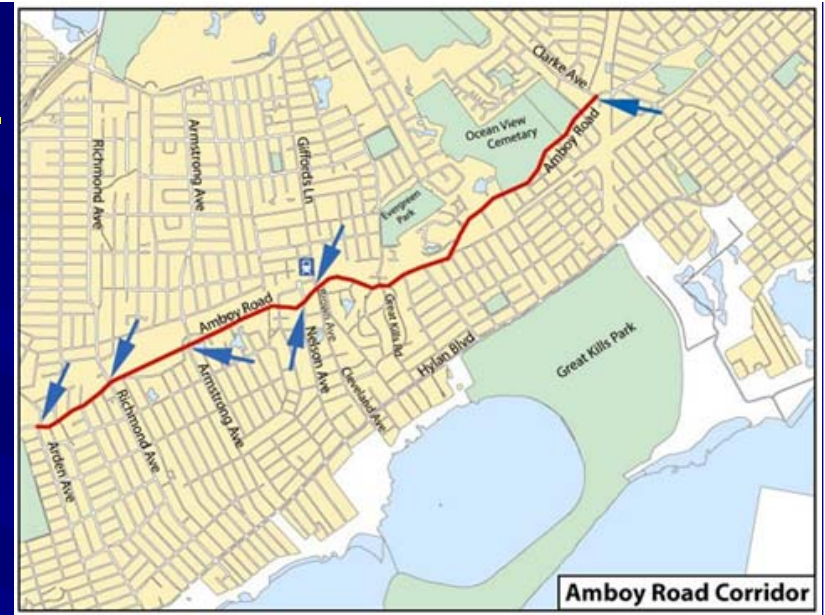 Clarke Ave
Ocean View
Cemetary
Amboy Road
Richmond Ave
Armstrong Ave
Giffords Ln
Evergreen
Park
Amboy Road
Brown Ave
Great Kills Rd
Nelson Ave
Hylan Blvd
Great Kills Park
Cleveland Ave
Richmond Ave
Armstrong Ave
Arden Ave
Amboy Road Corridor